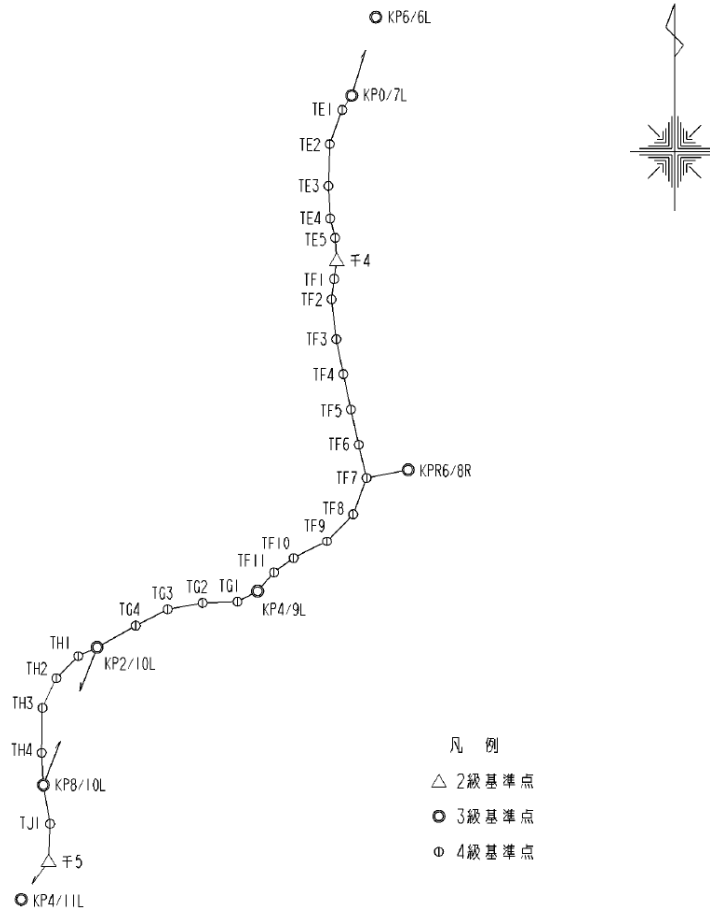 KP6/6L
KP0/7L
TE1
TE2
TE3
TE4
TE5
千4
TF1
TF2
TF3
TF4
TF5
TF6
TF7
KPR6/8R
TF8
TF9
TF10
TF11
KP4/9L
TG1
TG2
TG3
TG4
KP2/10L
TH1
TH2
TH3
TH4
KP8/10L
TJ1
千5
KP4/11L
凡 例
2級基準点
3級基準点
4級基準点